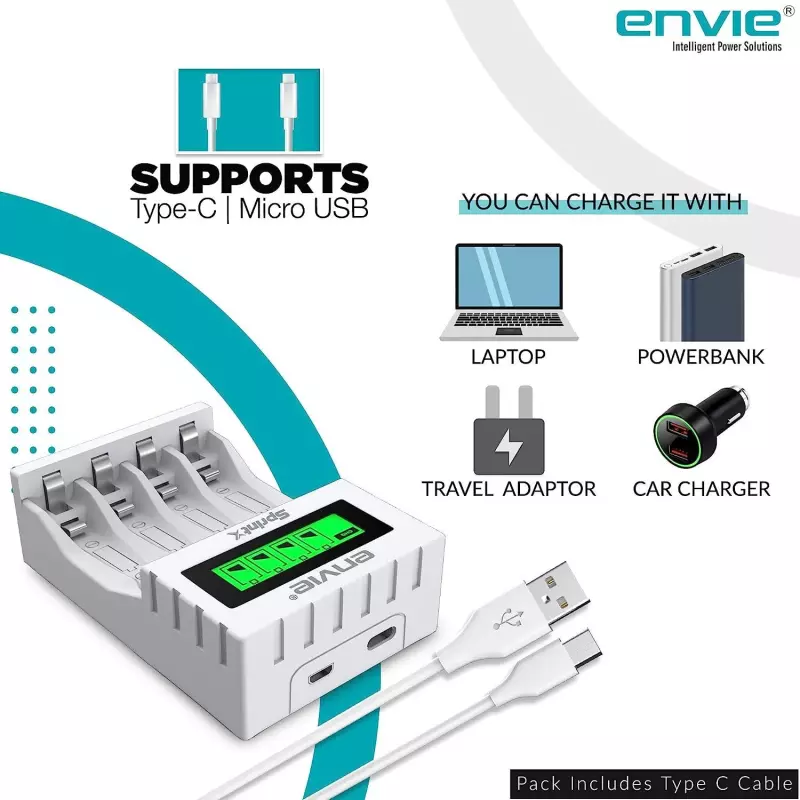 envie®
Intelligent Power Solutions
SUPPORTS
Type-C | Micro USB
YOU CAN CHARGE IT WITH
LAPTOP
POWERBANK
TRAVEL ADAPTOR
CAR CHARGER
SprintX
envie®
Pack Includes Type C Cable